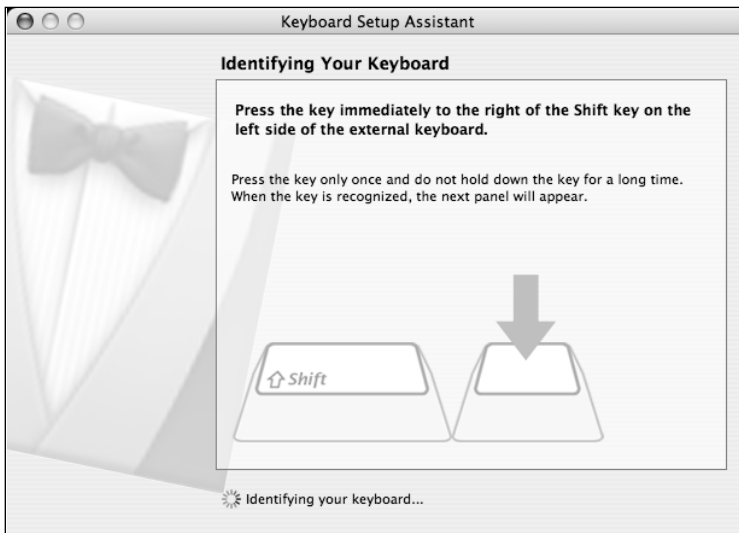 Keyboard Setup Assistant
Identifying Your Keyboard
Press the key immediately to the right of the Shift key on the
left side of the external keyboard.
Press the key only once and do not hold down the key for a long time.
When the key is recognized, the next panel will appear.
Shift
Identifying your keyboard...